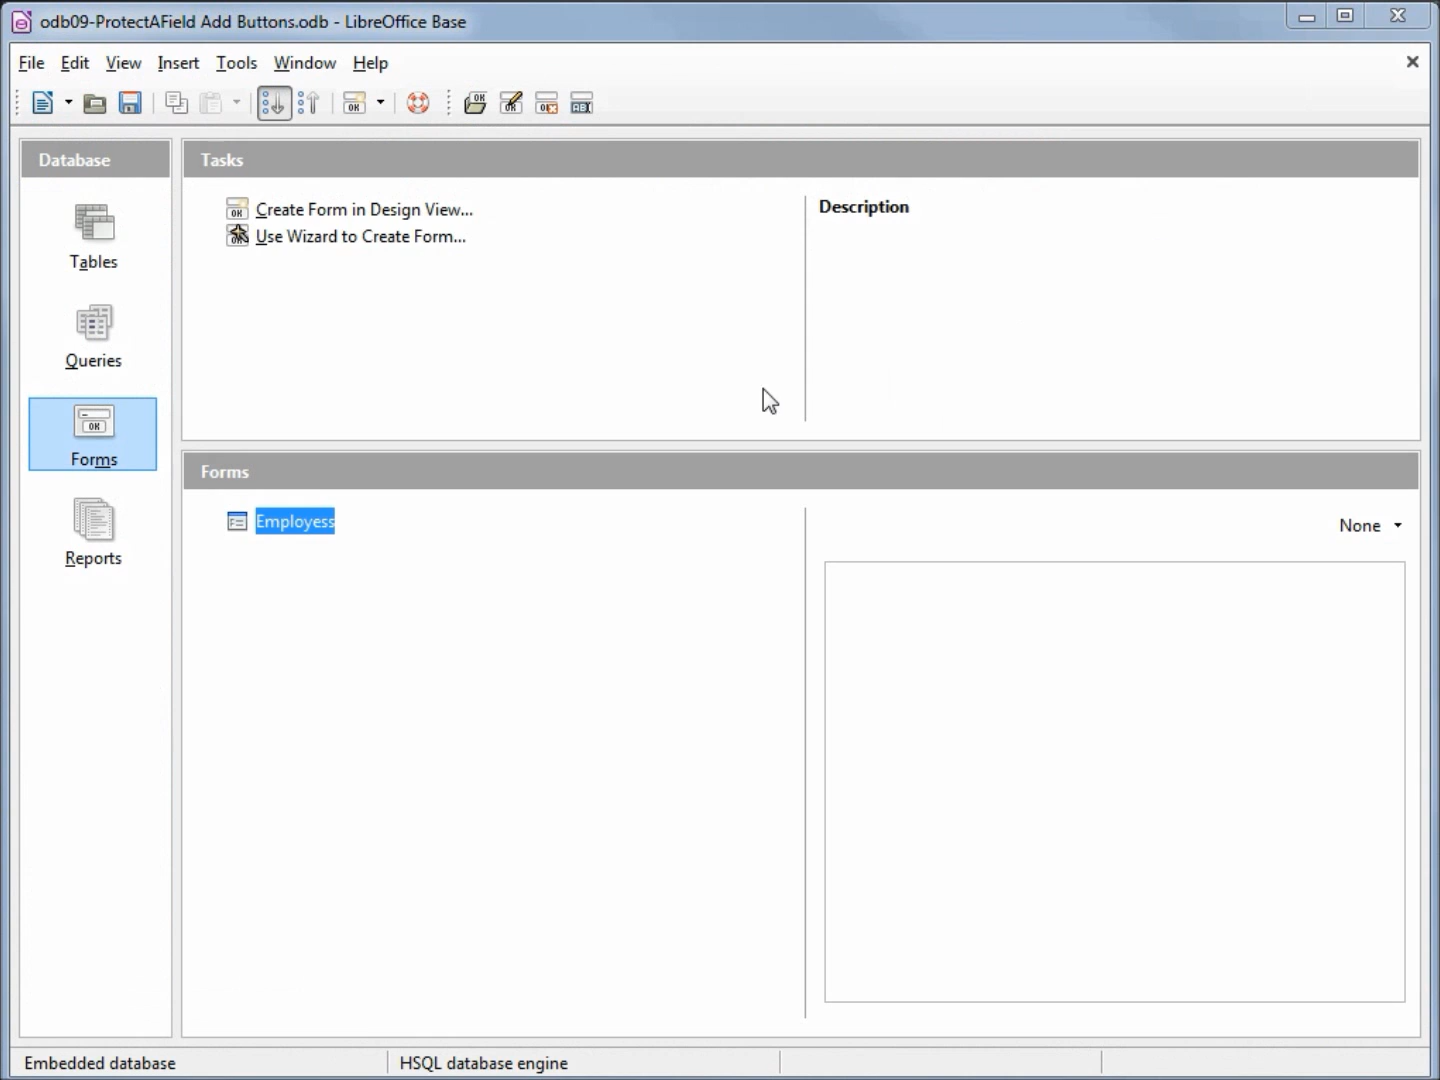 odb09-ProtectAField Add Buttons.odb - LibreOffice Base
File Edit View Insert Tools Window Help
Database
Tables
Queries
Forms
Reports
Tasks
Create Form in Design View...
Use Wizard to Create Form...
Description
Forms
Employess
None
Embedded database
HSQL database engine